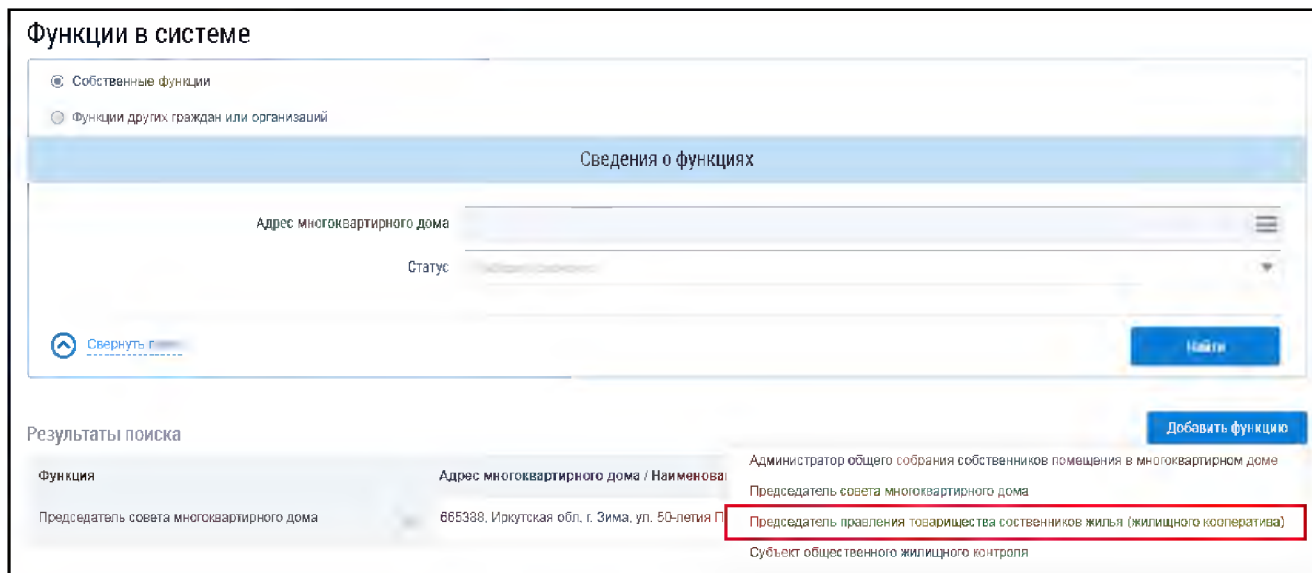 Функции в системе
Собственные функции
Функции других граждан или организаций
Сведения о функциях
Адрес многоквартирного дома
Статус
Свернуть п
Найти
Результаты поиска
Добавить функцию
Функция
Адрес многоквартирного дома / Наименова
Администратор общего собрания собственников помещения в многоквартирном доме
Председатель совета многоквартирного дома
Председатель совета многоквартирного дома
665388, Иркутская обл, г. Зима, ул. 50-летия П
Председатель правления товарищества соственников жилья (жилищного кооператива)
Субъект общественного жилищного контроля